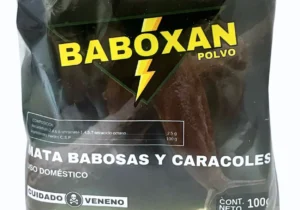 BABOXAN
POLVO
MATA BABOSAS Y CARACOLES
USO DOMÉSTICO
CUIDADO VENENO
CONT.
NETO 100g